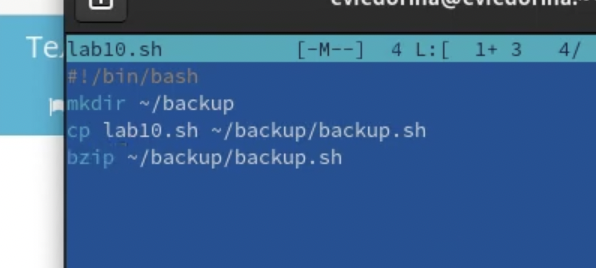 Te
lab10.sh [-M--] 4 L:[ 1+ 3 4/
#!/bin/bash
mkdir ~/backup
cp lab10.sh ~/backup/backup.sh
bzip ~/backup/backup.sh